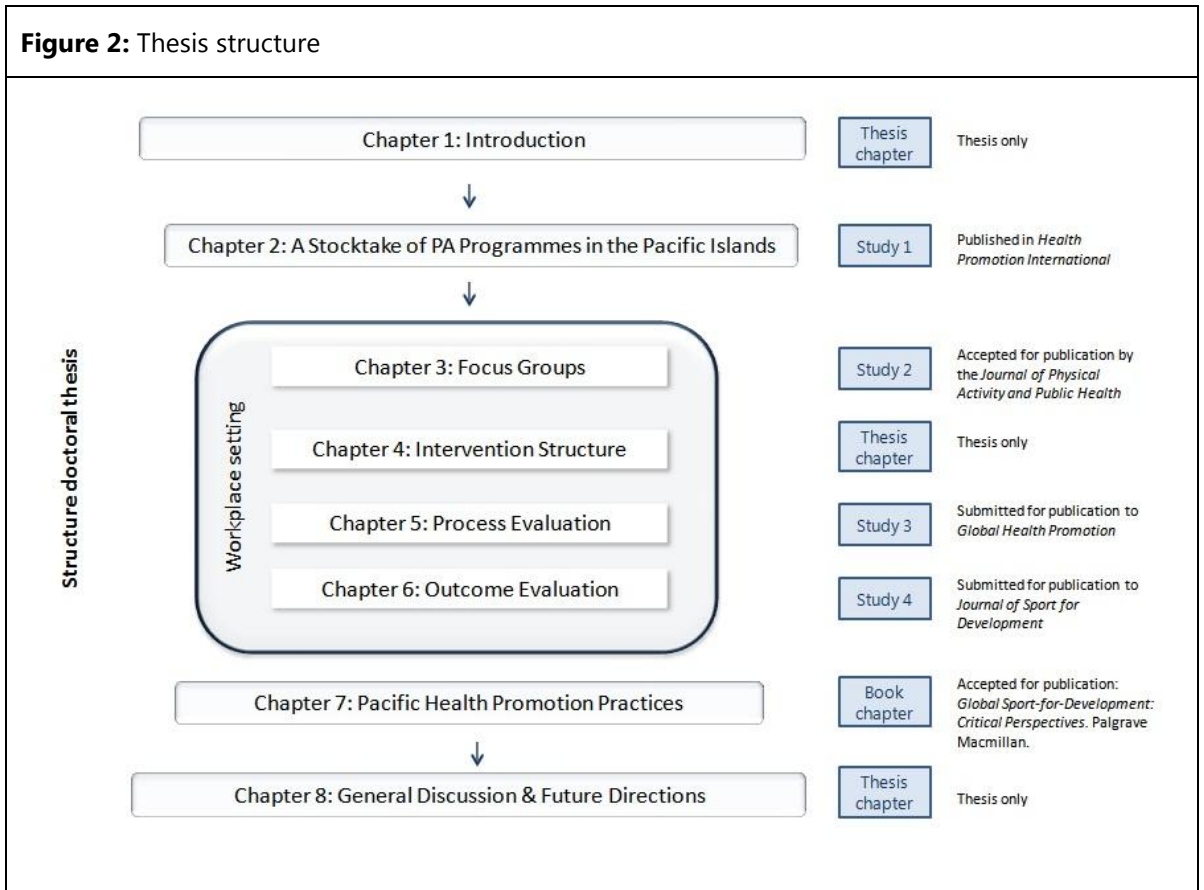 Figure 2: Thesis structure
Structure doctoral thesis
Chapter 1: Introduction
Thesis
chapter
Thesis only
Chapter 2: A Stocktake of PA Programmes in the Pacific Islands
Study 1
Published in Health
Promotion International
Workplace setting
Chapter 3: Focus Groups
Study 2
Accepted for publication by
the Journal of Physical
Activity and Public Health
Chapter 4: Intervention Structure
Thesis
chapter
Thesis only
Chapter 5: Process Evaluation
Study 3
Submitted for publication to
Global Health Promotion
Chapter 6: Outcome Evaluation
Study 4
Submitted for publication to
Journal of Sport for
Development
Chapter 7: Pacific Health Promotion Practices
Book
chapter
Accepted for publication:
Global Sport-for-Development:
Critical Perspectives. Palgrave
Macmillan.
Chapter 8: General Discussion & Future Directions
Thesis
chapter
Thesis only